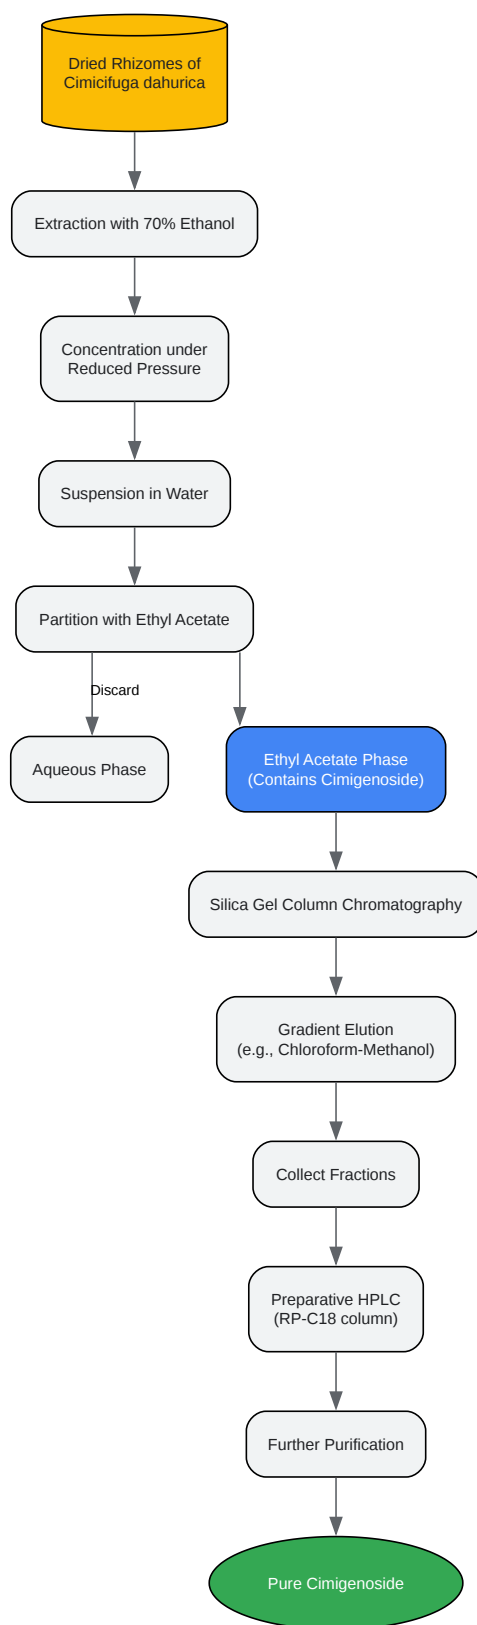 Dried Rhizomes of
Cimicifuga dahurica
Extraction with 70% Ethanol
Concentration under
Reduced Pressure
Suspension in Water
Partition with Ethyl Acetate
Discard
Aqueous Phase
Ethyl Acetate Phase
(Contains Cimigenoside)
Silica Gel Column Chromatography
Gradient Elution
(e.g., Chloroform-Methanol)
Collect Fractions
Preparative HPLC
(RP-C18 column)
Further Purification
Pure Cimigenoside